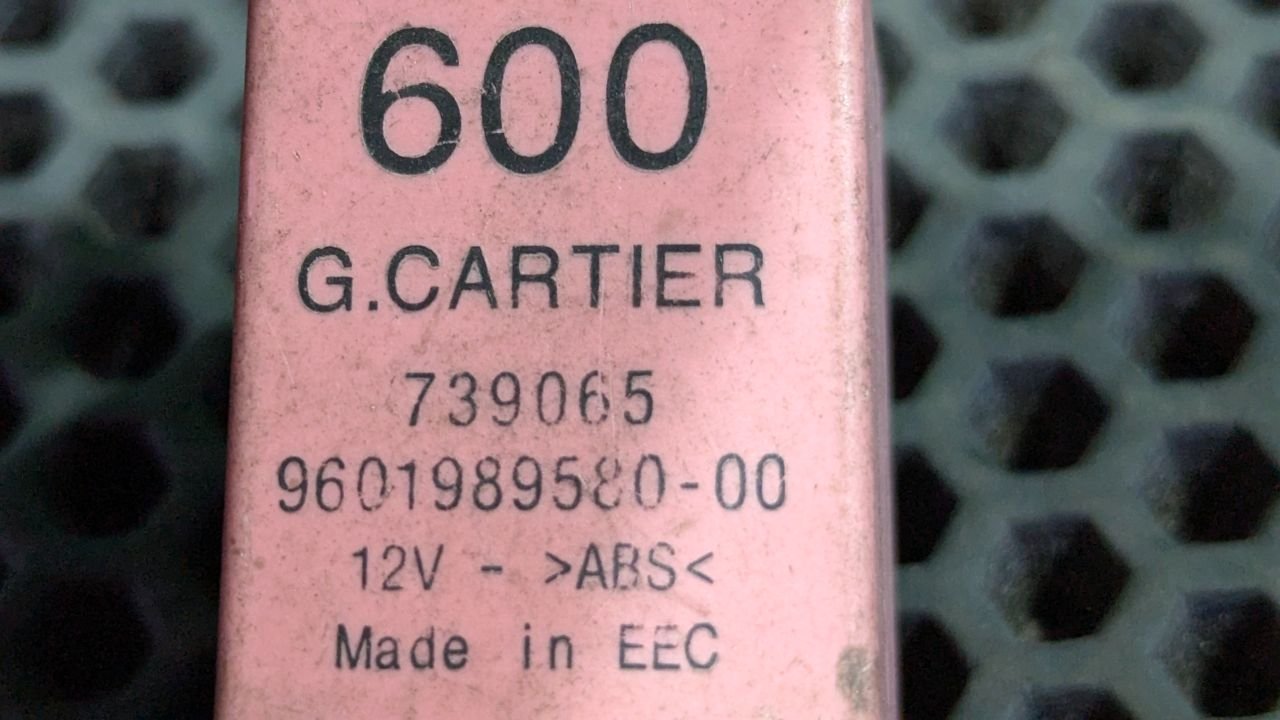 600
G.CARTIER
739065
9601989580-00
12V - >ABS<
Made in EEC